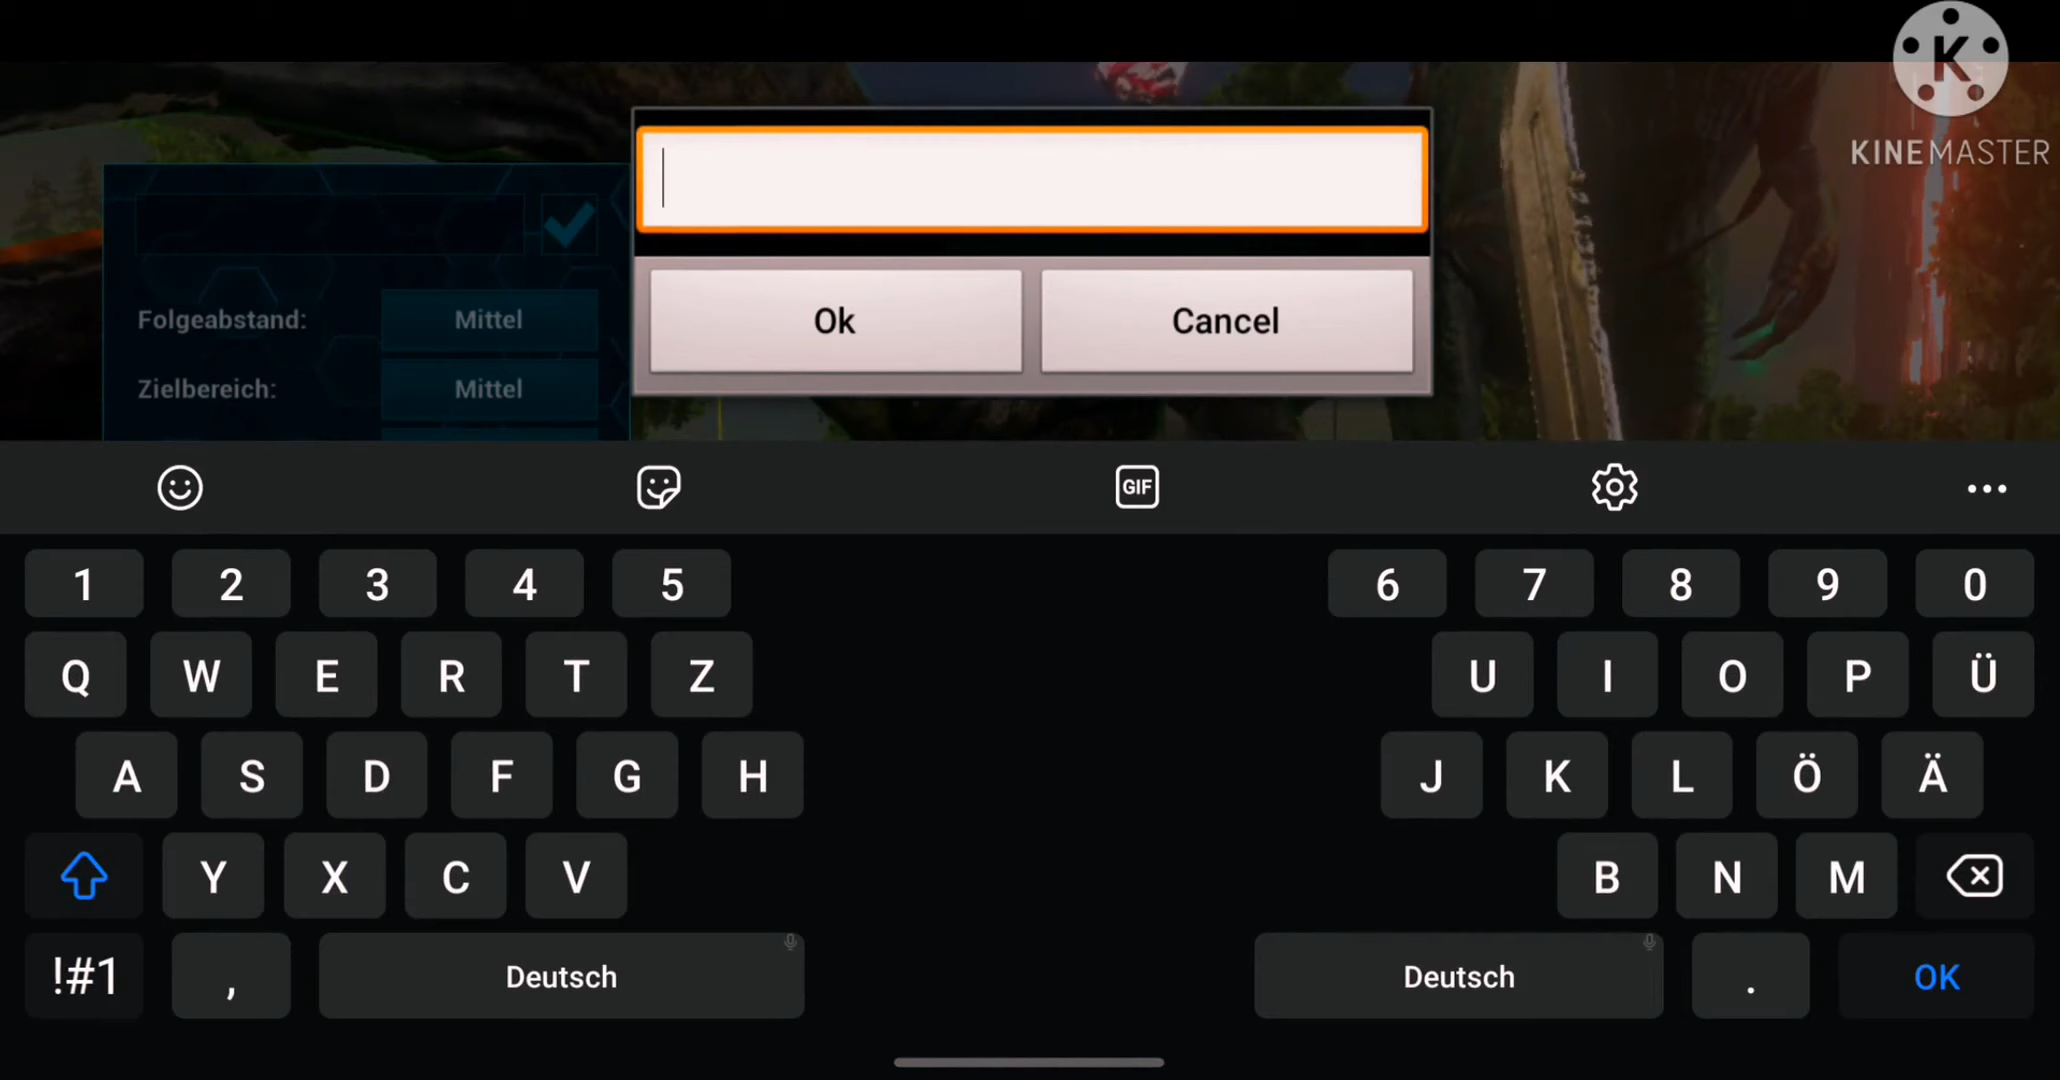 K
KINEMASTER
Folgeabstand: Mittel
Zielbereich: Mittel
Ok Cancel
GIF
1 2 3 4 5 6 7 8 9 0
Q W E R T Z U I O P Ü
A S D F G H J K L Ö Ä
Y X C V B N M
!#1 , Deutsch Deutsch . OK